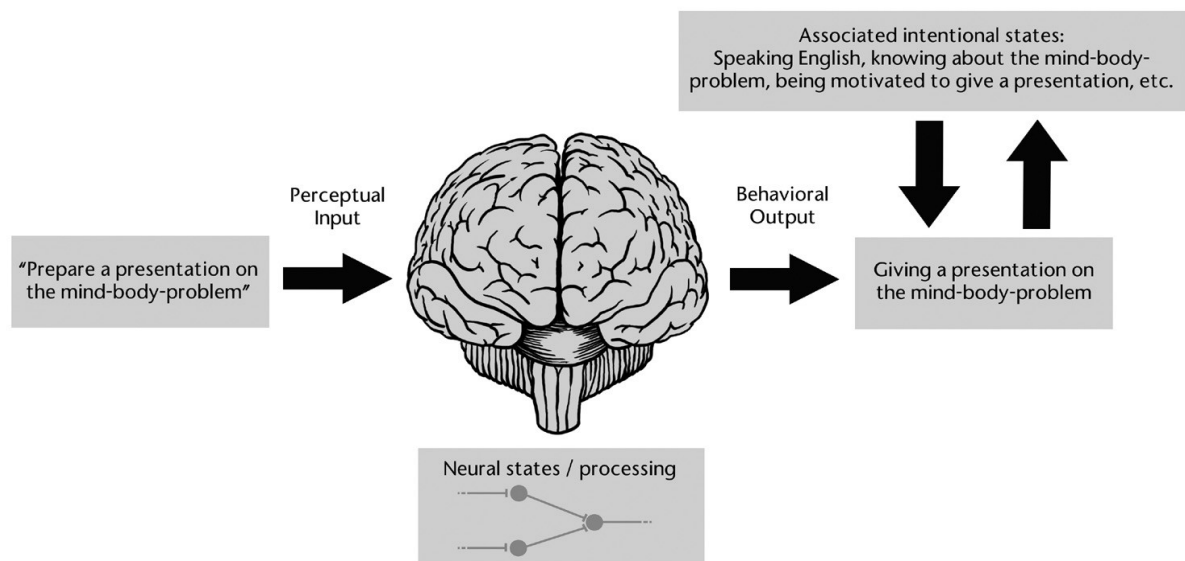 Associated intentional states:
Speaking English, knowing about the mind-body-
problem, being motivated to give a presentation, etc.
Perceptual
Input
Behavioral
Output
"Prepare a presentation on
the mind-body-problem"
Giving a presentation on
the mind-body-problem
Neural states / processing